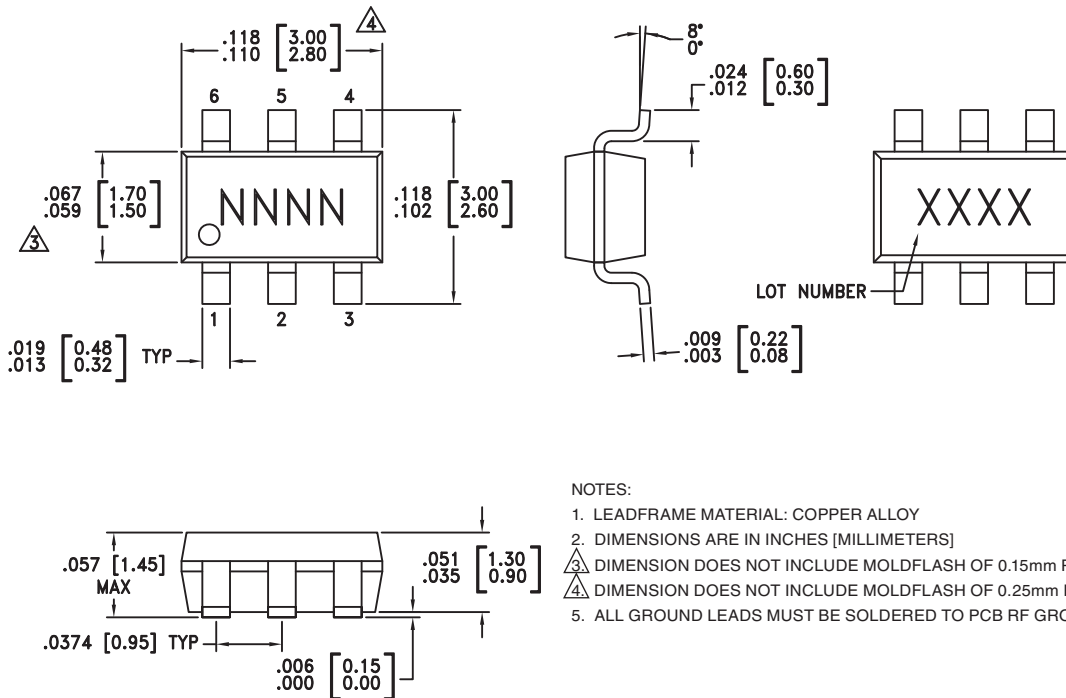 4
.118 [3.00]
.110 [2.80]
6 5 4
.067 [1.70]
.059 [1.50]
3
NNNN
.118 [3.00]
.102 [2.60]
1 2 3
.019 [0.48]
.013 [0.32]
TYP
8°
0°
.024 [0.60]
.012 [0.30]
.009 [0.22]
.003 [0.08]
XXXX
LOT NUMBER
.057 [1.45]
MAX
.051 [1.30]
.035 [0.90]
.0374 [0.95] TYP
.006 [0.15]
.000 [0.00]
NOTES:
1. LEADFRAME MATERIAL: COPPER ALLOY
2. DIMENSIONS ARE IN INCHES [MILLIMETERS]
3. DIMENSION DOES NOT INCLUDE MOLDFLASH OF 0.15mm
4. DIMENSION DOES NOT INCLUDE MOLDFLASH OF 0.25mm
5. ALL GROUND LEADS MUST BE SOLDERED TO PCB RF